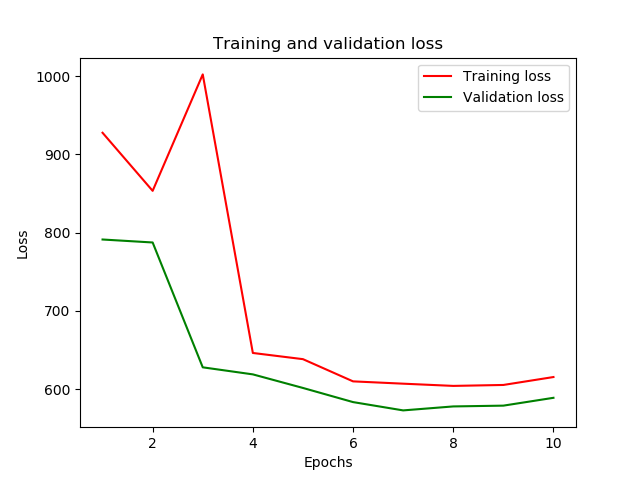 Training and validation loss
Training loss
Validation loss
1000
900
800
700
600
Loss
2
4
6
8
10
Epochs